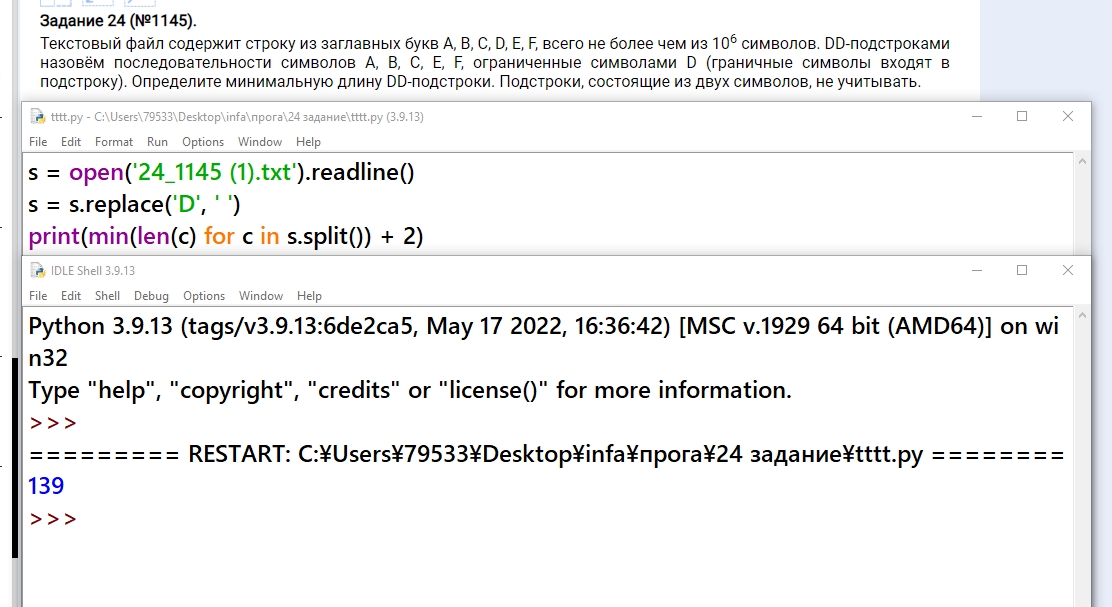 Задание 24 (№1145).
Текстовый файл содержит строку из заглавных букв A, B, C, D, E, F, всего не более чем из 10⁶ символов. DD-подстроками
назовём последовательности символов A, B, C, E, F, ограниченные символами D (граничные символы входят в
подстроку). Определите минимальную длину DD-подстроки. Подстроки, состоящие из двух символов, не учитывать.
tttt.py - C:\Users\79533\Desktop\infa\прога\24 задание\tttt.py (3.9.13)
File Edit Format Run Options Window Help
s = open('24_1145 (1).txt').readline()
s = s.replace('D', ' ')
print(min(len(c) for c in s.split()) + 2)
IDLE Shell 3.9.13
File Edit Shell Debug Options Window Help
Python 3.9.13 (tags/v3.9.13:6de2ca5, May 17 2022, 16:36:42) [MSC v.1929 64 bit (AMD64)] on wi
n32
Type "help", "copyright", "credits" or "license()" for more information.
>>>
========= RESTART: C:¥Users¥79533¥Desktop¥infa¥прога¥24 задание¥tttt.py ========
139
>>>